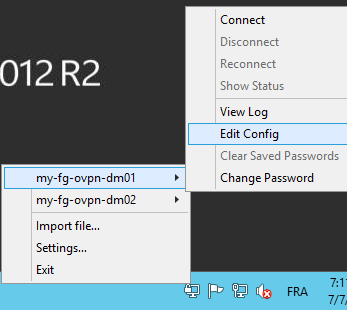 012 R2
Connect
Disconnect
Reconnect
Show Status
View Log
Edit Config
Clear Saved Passwords
Change Password
my-fg-ovpn-dm01
my-fg-ovpn-dm02
Import file...
Settings...
Exit
FRA
7:1
7/7/